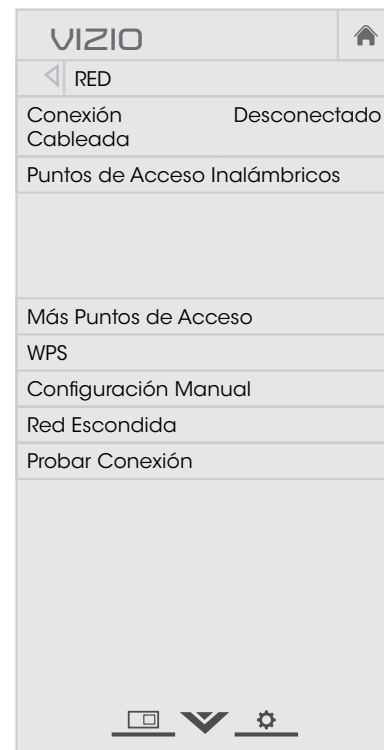 VIZIO
RED
Conexión Desconectado
Cableada
Puntos de Acceso Inalámbricos
Más Puntos de Acceso
WPS
Configuración Manual
Red Escondida
Probar Conexión